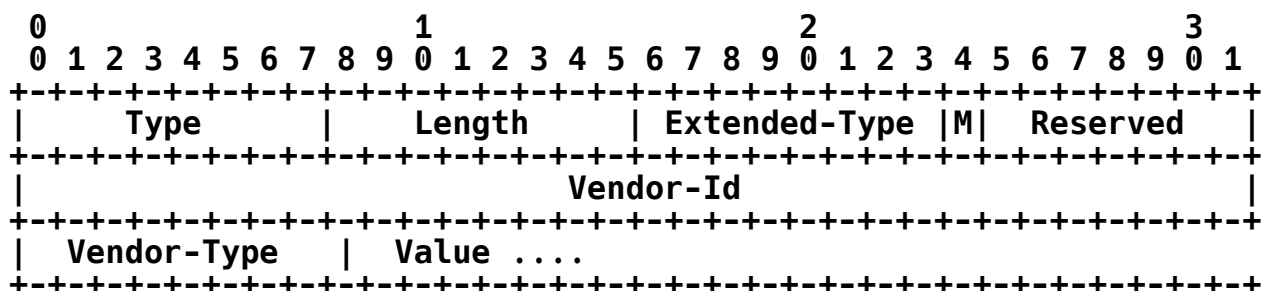 0                   1                   2                   3
 0 1 2 3 4 5 6 7 8 9 0 1 2 3 4 5 6 7 8 9 0 1 2 3 4 5 6 7 8 9 0 1
+-+-+-+-+-+-+-+-+-+-+-+-+-+-+-+-+-+-+-+-+-+-+-+-+-+-+-+-+-+-+-+-+
|     Type      |    Length     | Extended-Type |M|  Reserved   |
+-+-+-+-+-+-+-+-+-+-+-+-+-+-+-+-+-+-+-+-+-+-+-+-+-+-+-+-+-+-+-+-+
|                            Vendor-Id                          |
+-+-+-+-+-+-+-+-+-+-+-+-+-+-+-+-+-+-+-+-+-+-+-+-+-+-+-+-+-+-+-+-+
|  Vendor-Type   |  Value ....
+-+-+-+-+-+-+-+-+-+-+-+-+-+-+-+-+-+-+-+-+-+-+-+-+-+-+-+-+-+-+-+-+